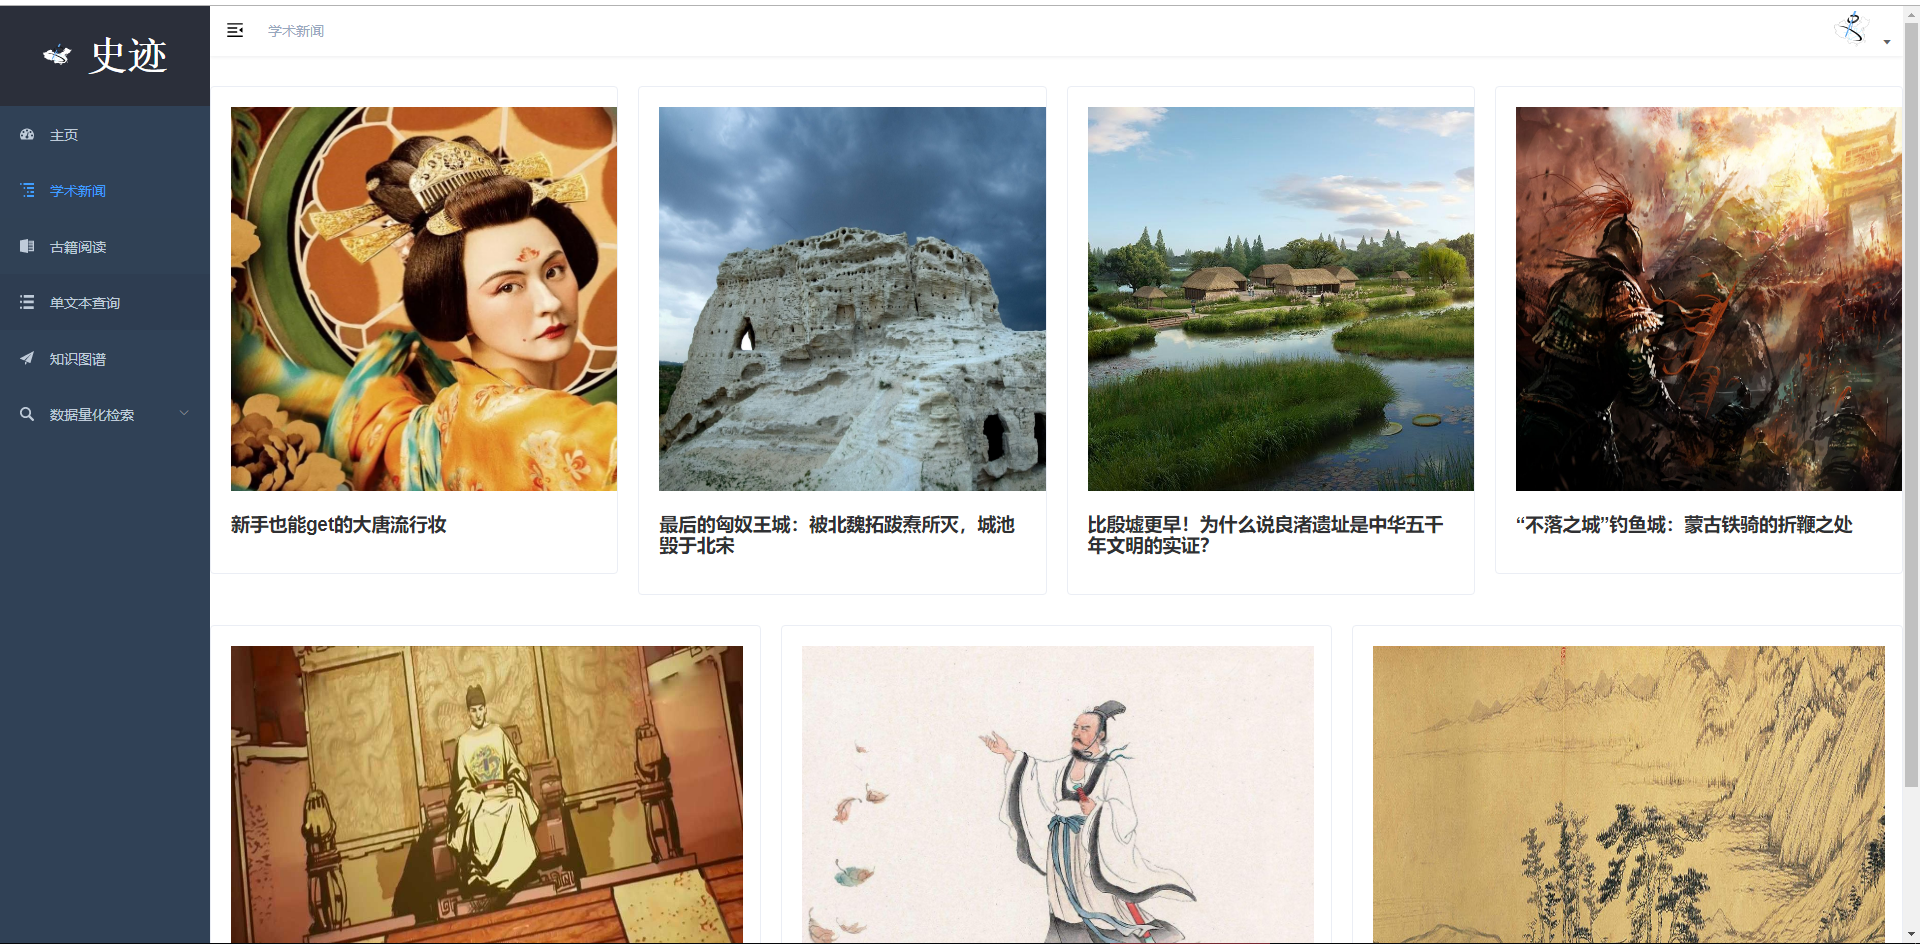 史迹
学术新闻
主页
学术新闻
古籍阅读
单文本查询
知识图谱
数据量化检索
新手也能get的大唐流行妆
最后的匈奴王城：被北魏拓跋焘所灭，城池
毁于北宋
比殷墟更早！为什么说良渚遗址是中华五千
年文明的实证？
“不落之城”钓鱼城：蒙古铁骑的折鞭之处